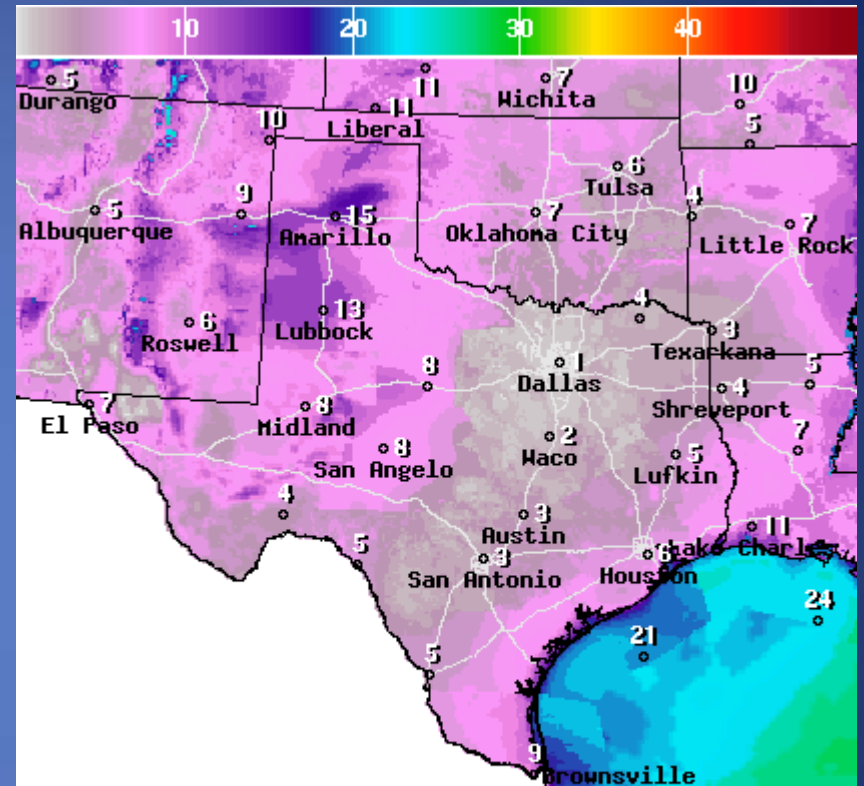 10 20 30 40
11
5 7
Durango Wichita
11 10
Liberal
10 5
6
Tulsa
5 9 15 7 4 7
Albuquerque Amarillo Oklahoma City Little Rock
13 4
6 Lubbock 3
Roswell Texarkana
1
Dallas
8 5
4
7 8 Shreveport
El Paso Midland
2 7
8 Waco 5
San Angelo Lufkin
4 3 11
Austin
5 3 6 Lake Charl
San Antonio Houston
24
21
5
9
Brownsville